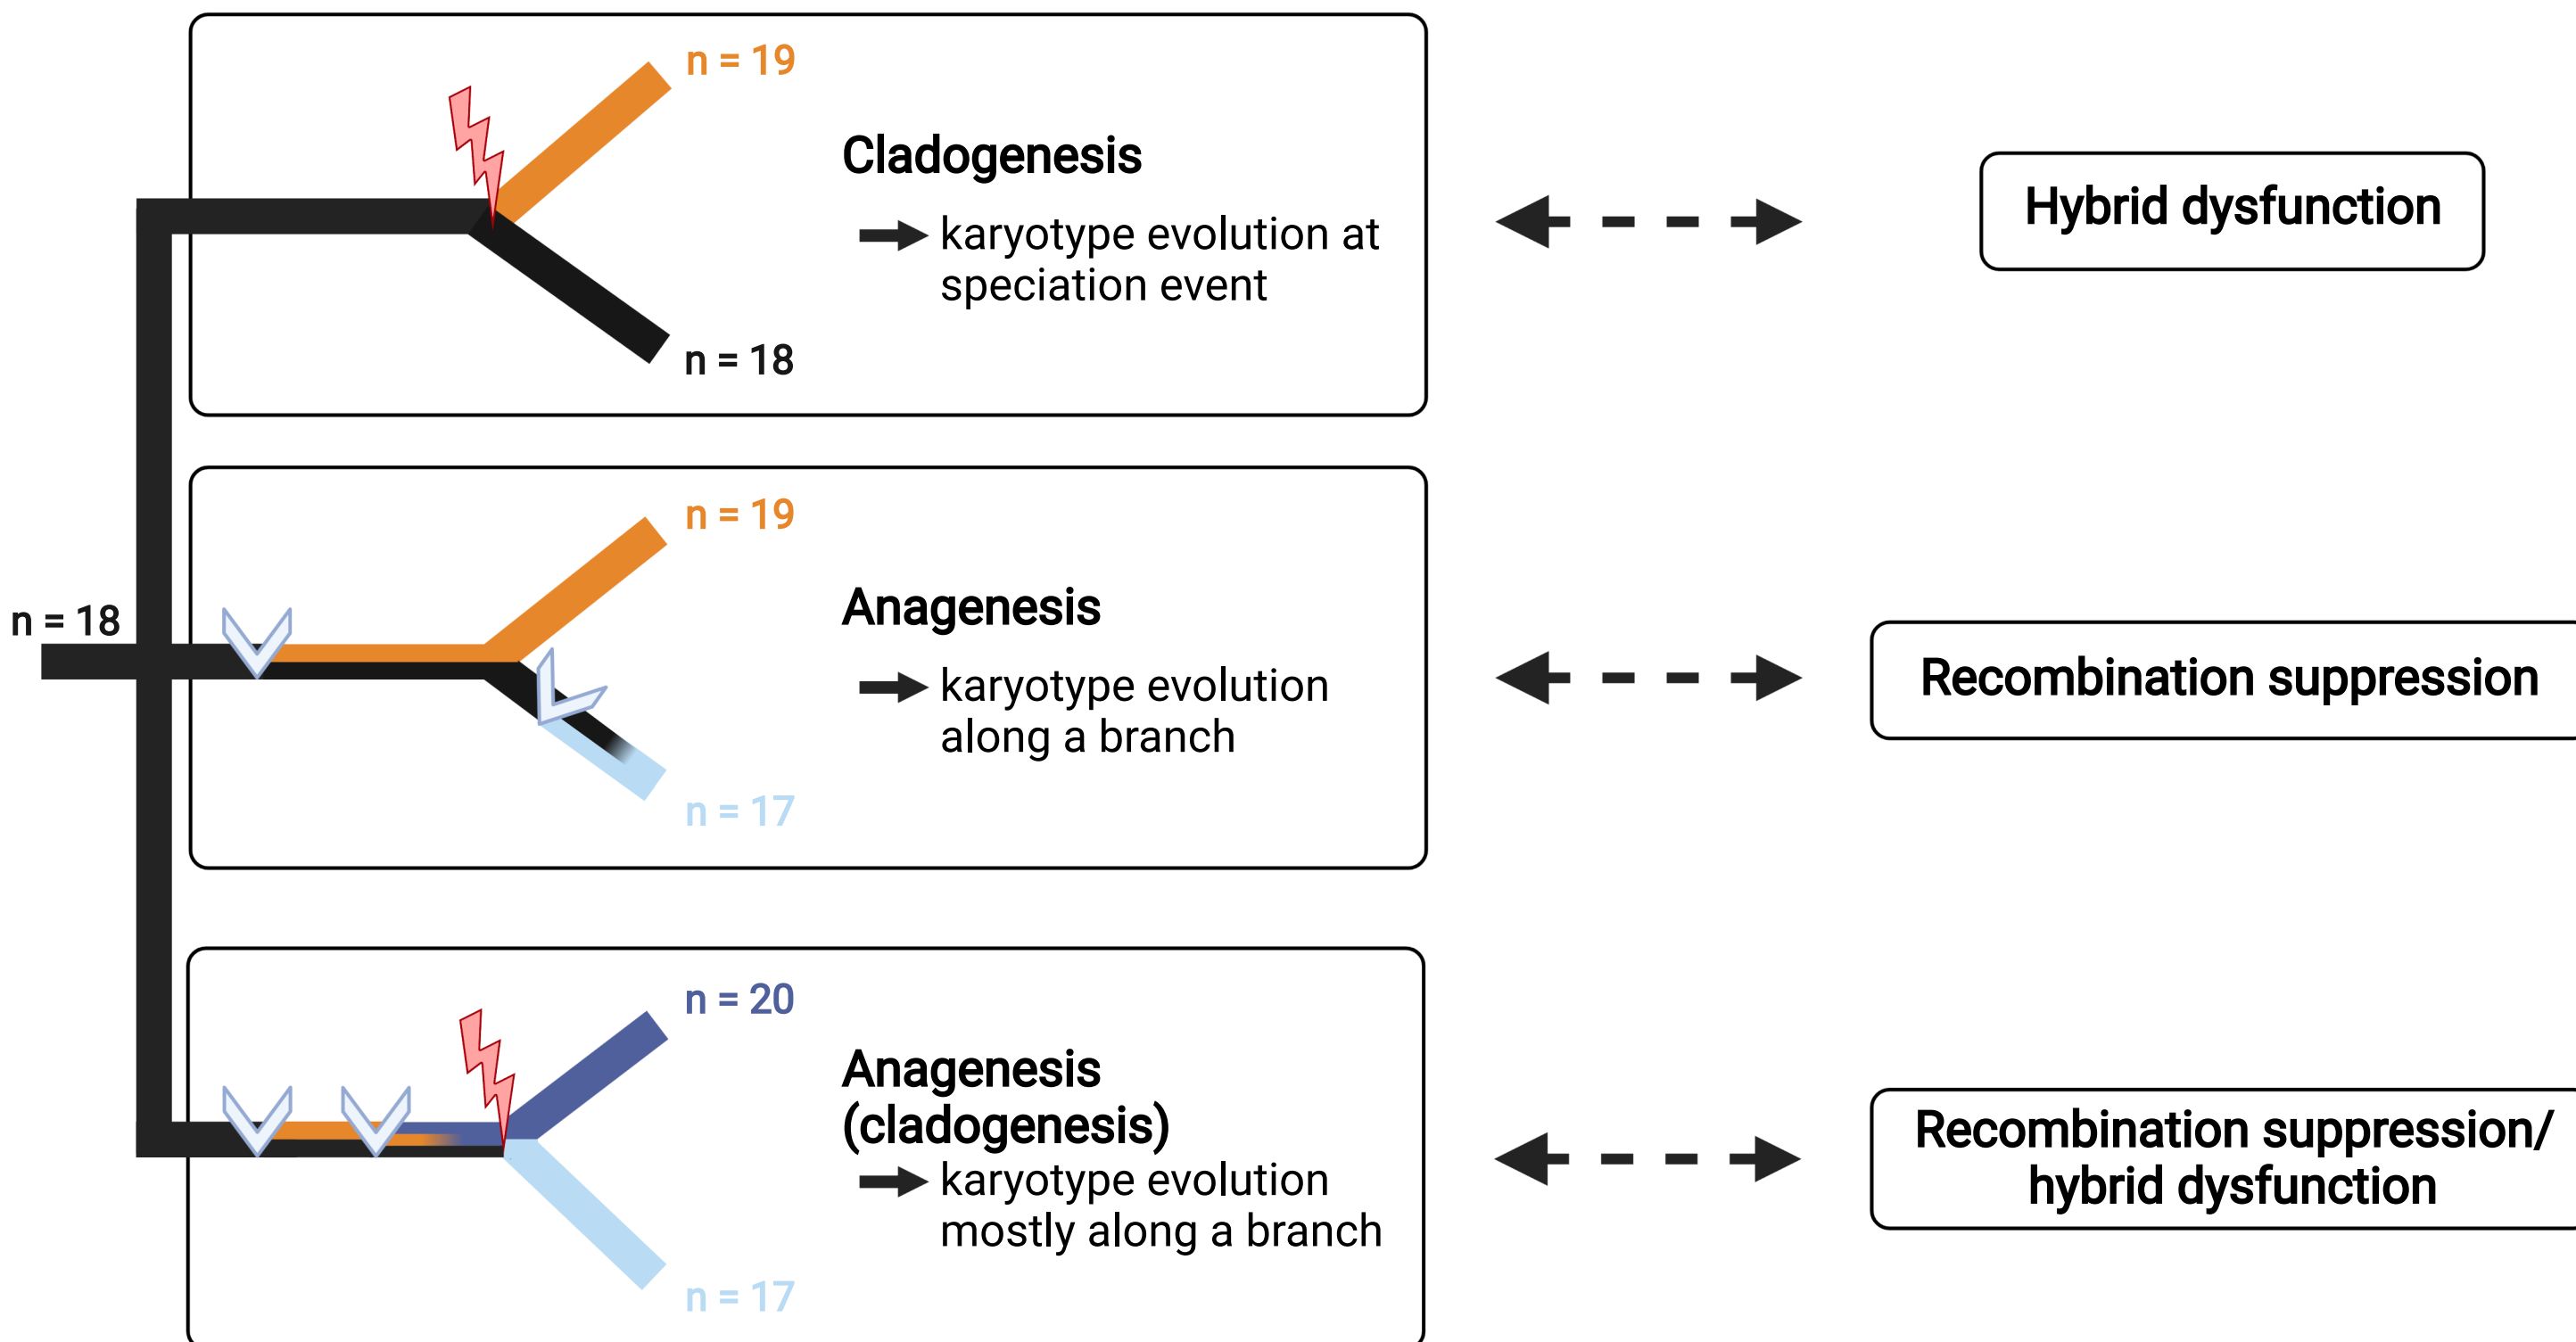 n = 19
Cladogenesis
karyotype evolution at
speciation event
n = 18
Hybrid dysfunction
n = 18
n = 19
Anagenesis
karyotype evolution
along a branch
n = 17
Recombination suppression
n = 20
Anagenesis
(cladogenesis)
karyotype evolution
mostly along a branch
n = 17
Recombination suppression/
hybrid dysfunction